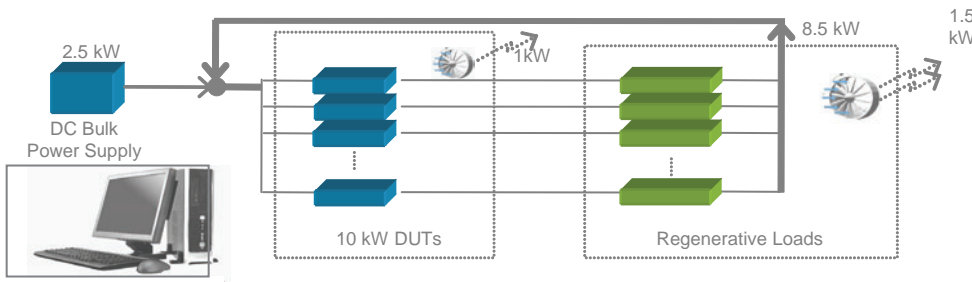 2.5 kW
DC Bulk
Power Supply
1kW
10 kW DUTs
8.5 kW
Regenerative Loads
1.5
kW